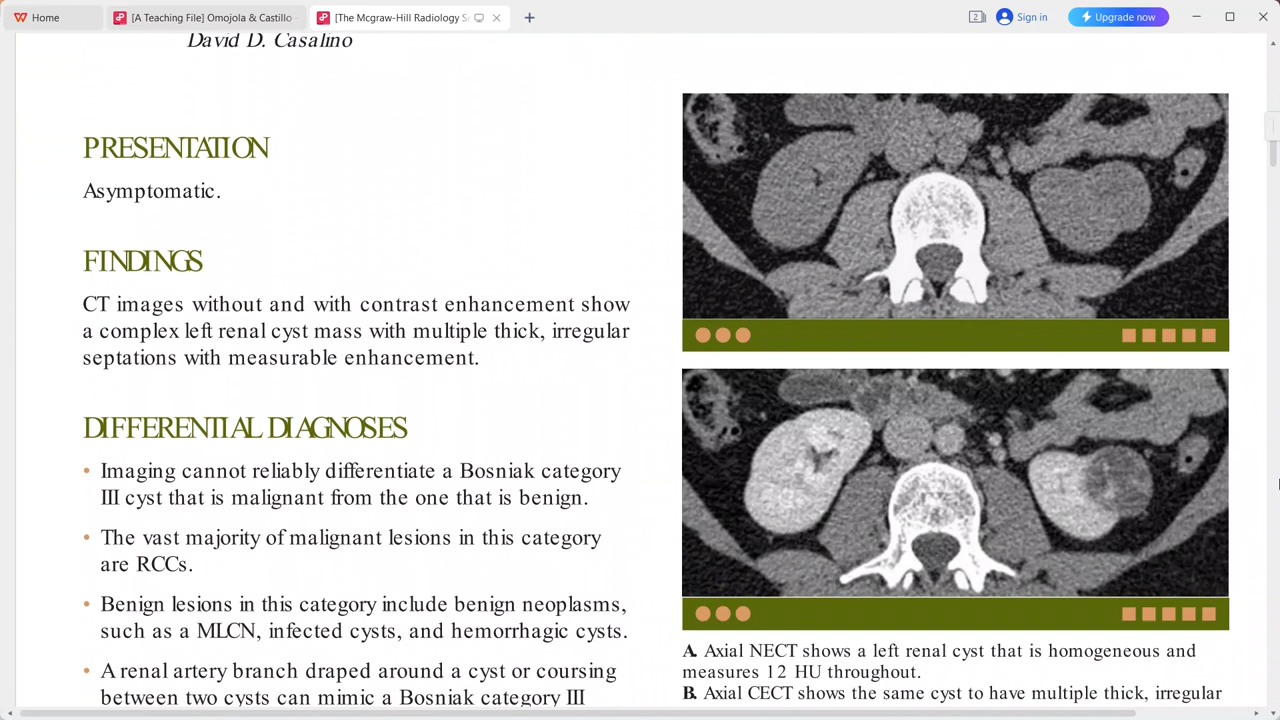 Home
[A Teaching File] Omojola & Castillo
[The Mcgraw-Hill Radiology S
2
Sign in
Upgrade now
David D. Casalino
PRESENTATION
Asymptomatic.
FINDINGS
CT images without and with contrast enhancement show
a complex left renal cyst mass with multiple thick, irregular
septations with measurable enhancement.
DIFFERENTIAL DIAGNOSES
• Imaging cannot reliably differentiate a Bosniak category
III cyst that is malignant from the one that is benign.
• The vast majority of malignant lesions in this category
are RCCs.
• Benign lesions in this category include benign neoplasms,
such as a MLCN, infected cysts, and hemorrhagic cysts.
• A renal artery branch draped around a cyst or coursing
between two cysts can mimic a Bosniak category III
A. Axial NECT shows a left renal cyst that is homogeneous and
measures 12 HU throughout.
B. Axial CECT shows the same cyst to have multiple thick, irregular